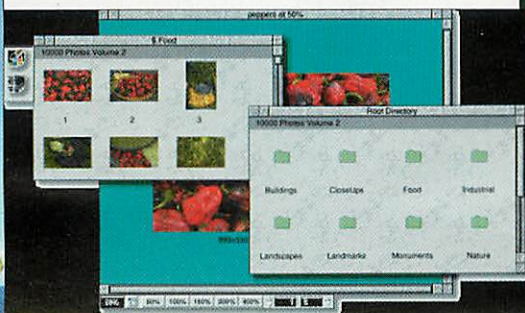 peppers at 50%
$.Food
10000 Photos Volume 2
1 2 3
Root Directory
10000 Photos Volume 2
Buildings CloseUps Food Industrial
Landscapes Landmarks Monuments Nature
50% 100% 150% 200% 400%